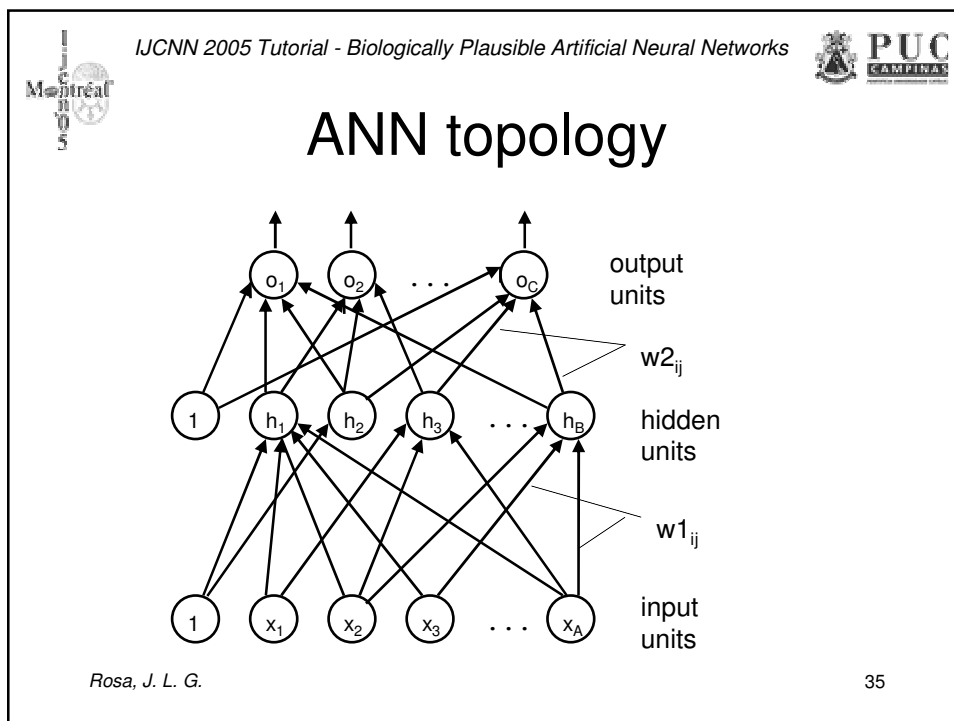 IJCNN 2005 Tutorial - Biologically Plausible Artificial Neural Networks
Montréal
PUC
CAMPINAS
ANN topology
o1 o2 . . . oC
output
units
w2ij
1 h1 h2 h3 . . . hB
hidden
units
w1ij
1 x1 x2 x3 . . . xA
input
units
Rosa, J. L. G.
35